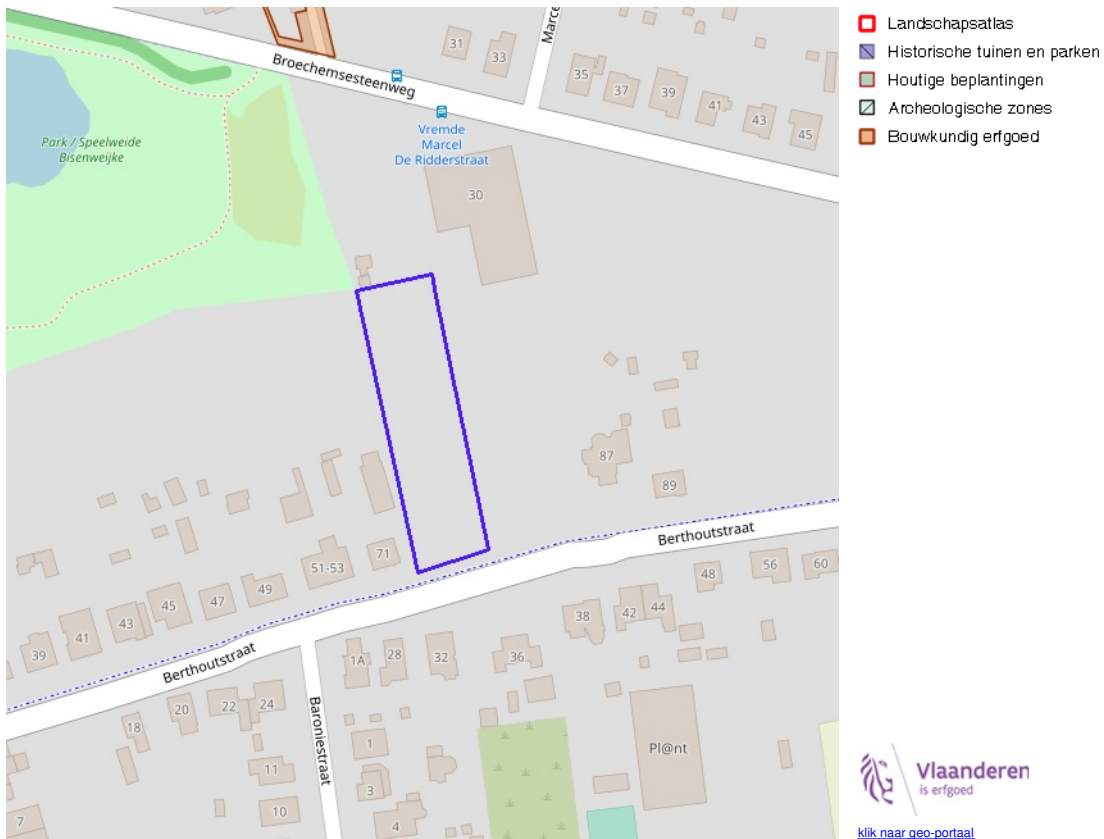 Broechemsesteenweg
Marce
31
33
35
37
39
41
43
45
Park / Speelweide
Bisenweijke
Vremde
Marcel
De Ridderstraat
30
87
89
71
51-53
49
47
45
43
41
39
Berthoutstraat
Berthoutstraat
48
56
60
38
42
44
36
32
28
1A
Baroniestraat
24
22
20
18
11
10
7
1
3
4
Pl@nt
Landschapsatlas
Historische tuinen en parken
Houtige beplantingen
Archeologische zones
Bouwkundig erfgoed
Vlaanderen
is erfgoed
klik naar geo-portaal